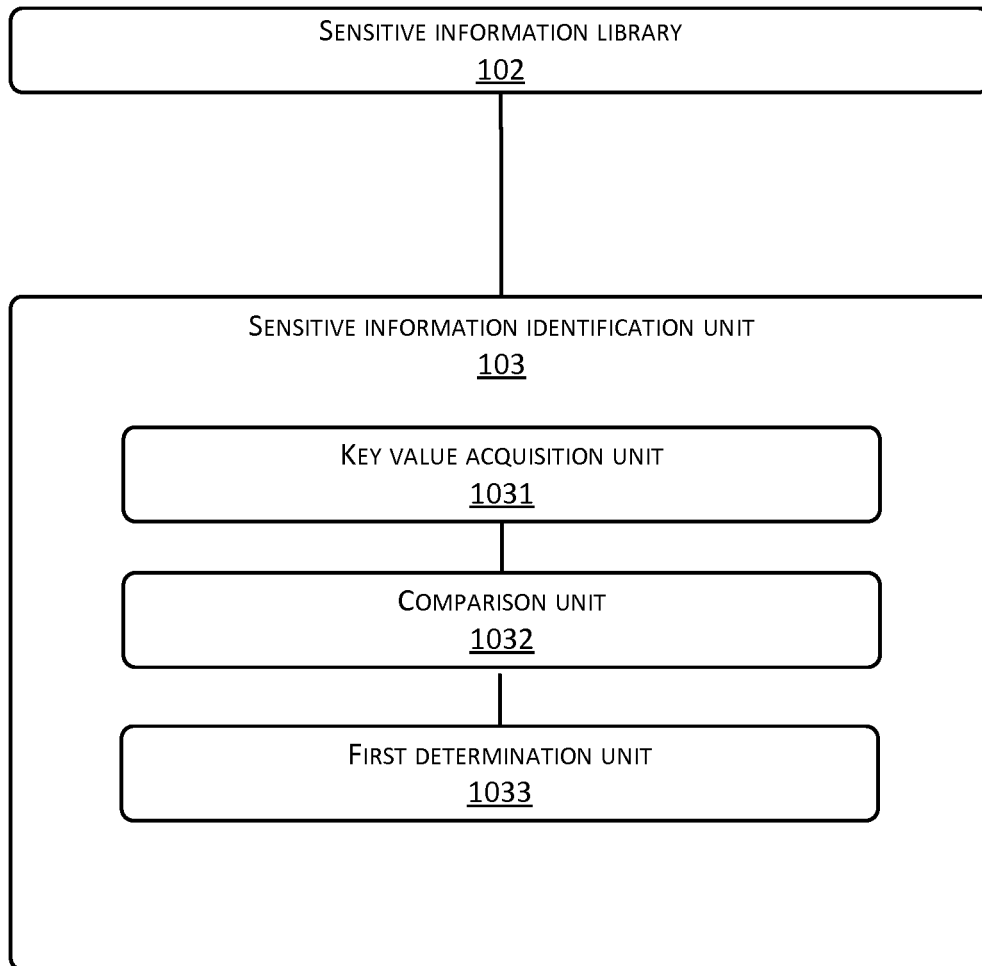 SENSITIVE INFORMATION LIBRARY
102
SENSITIVE INFORMATION IDENTIFICATION UNIT
103
KEY VALUE ACQUISITION UNIT
1031
COMPARISON UNIT
1032
FIRST DETERMINATION UNIT
1033